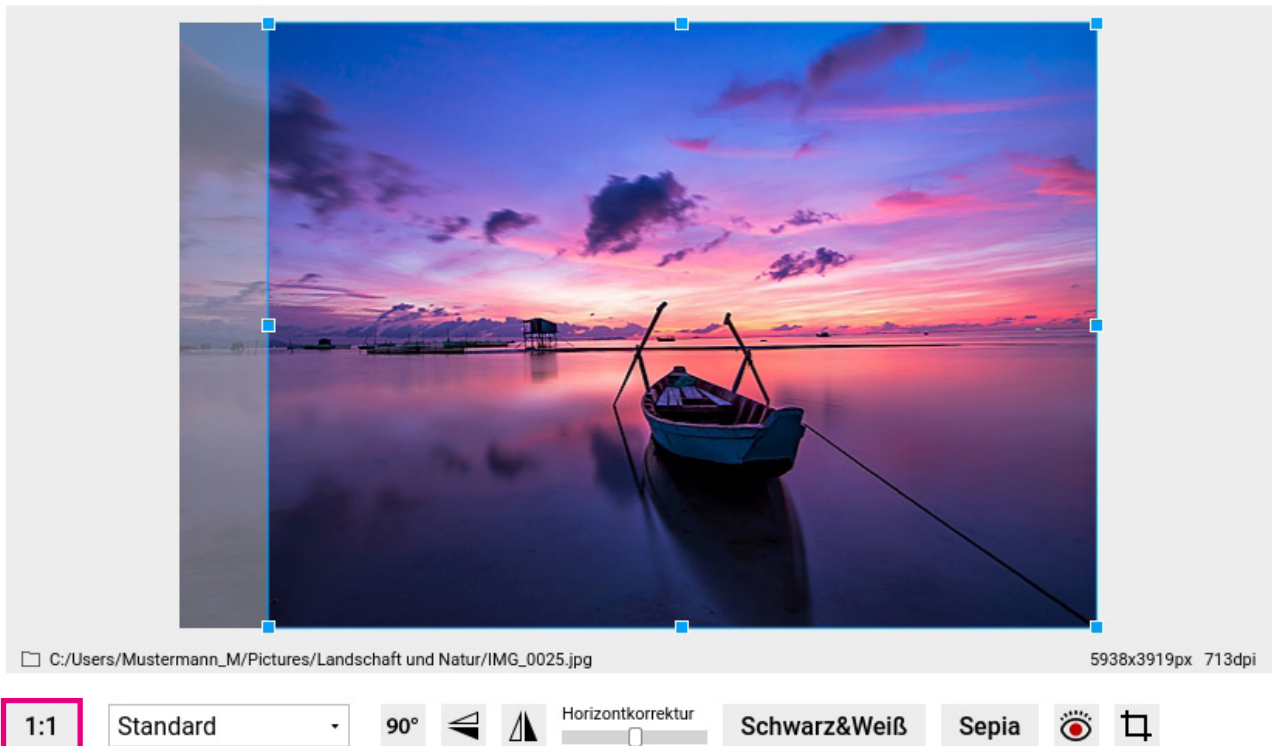 C:/Users/Mustermann_M/Pictures/Landschaft und Natur/IMG_0025.jpg
5938x3919px 713dpi
1:1
Standard
90°
Horizontkorrektur
Schwarz&Weiß
Sepia